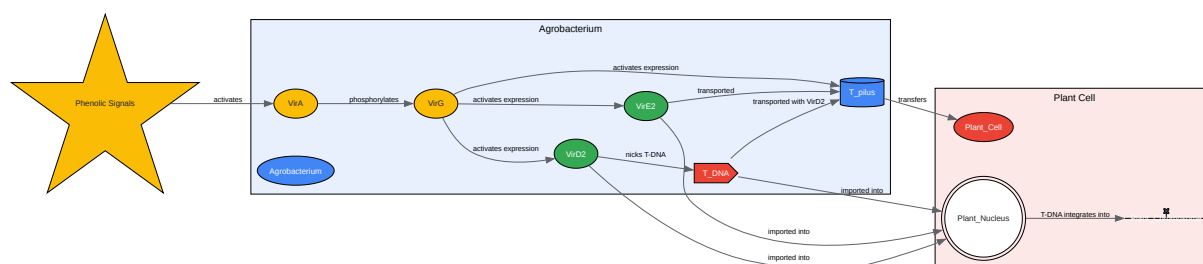 Agrobacterium
Phenolic Signals
activates
VirA
phosphorylates
VirG
activates expression
activates expression
activates expression
VirE2
VirD2
transported
transported with VirD2
nicks T-DNA
T_DNA
T_pilus
Agrobacterium
transfers
Plant Cell
Plant_Cell
imported into
imported into
imported into
Plant_Nucleus
T-DNA integrates into